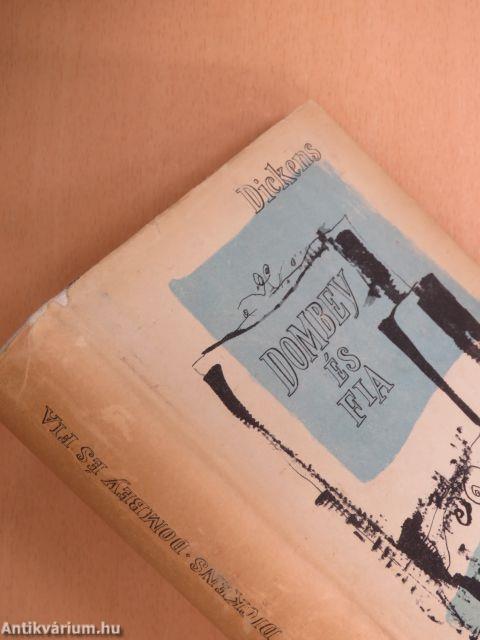 Dickens
DOMBEY
ÉS
FIA
DICKENS · DOMBEY ÉS FIA
Antikvárium.hu